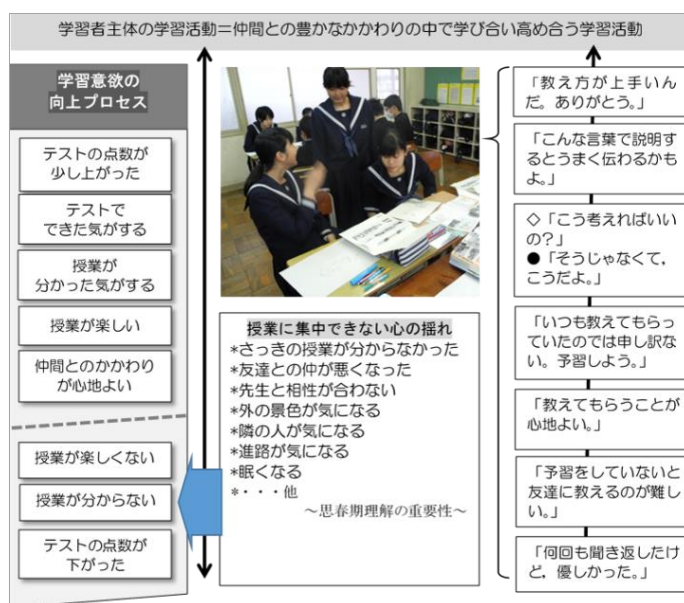 学習者主体の学習活動＝仲間との豊かなかかわりの中で学び合い高め合う学習活動
学習意欲の
向上プロセス
テストの点数が
少し上がった
テストで
できた気がする
授業が
分かった気がする
授業が楽しい
仲間とのかかわり
が心地よい
授業が楽しくない
授業が分からない
テストの点数が
下がった
授業に集中できない心の揺れ
*さっきの授業が分からなかった
*友達との仲が悪くなった
*先生と相性が合わない
*外の景色が気になる
*隣の人が気になる
*進路が気になる
*眠くなる
*・・・他
～思春期理解の重要性～
「教え方が上手いん
だ。ありがとう。」
「こんな言葉で説明す
るとうまく伝わるかも
よ。」
◇「こう考えればいい
の？」
●「そうじゃなくて，
こうだよ。」
「いつも教えてもらっ
ていたのでは申し訳な
い。予習しよう。」
「教えてもらうことが
心地よい。」
「予習をしていないと
友達に教えるのが難し
い。」
「何回も聞き返したけ
ど，優しかった。」